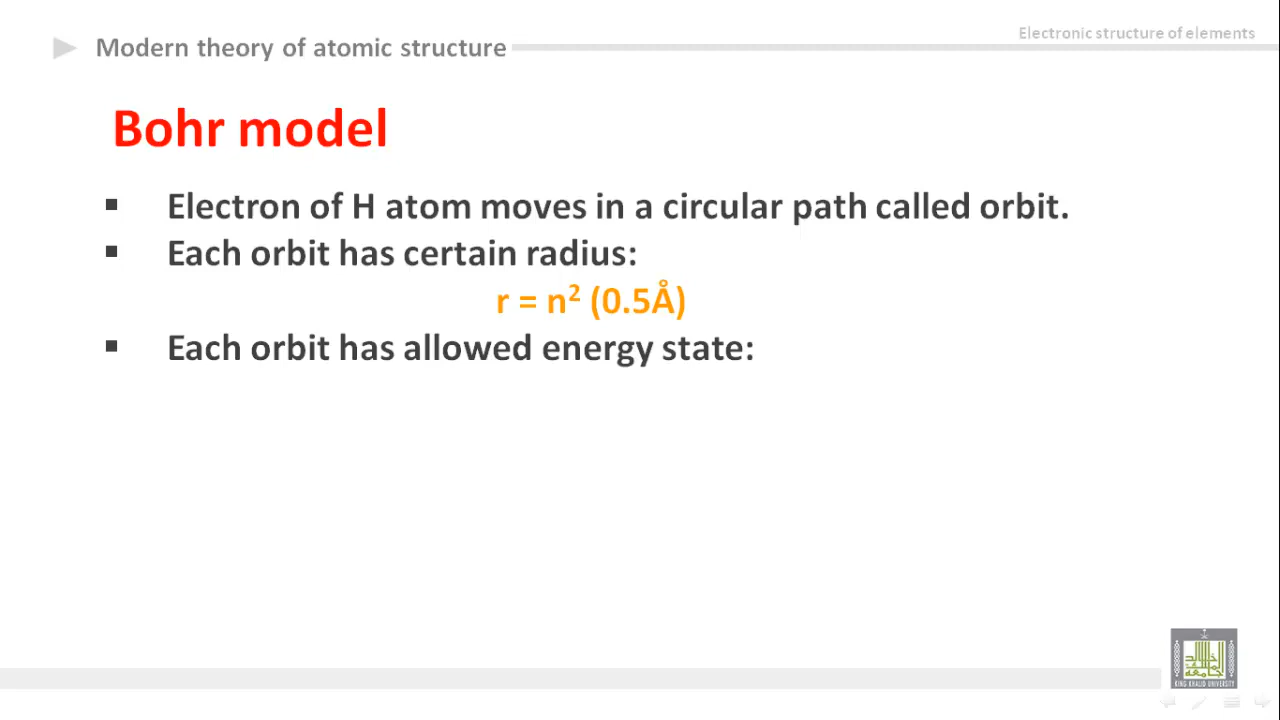 Electronic structure of elements
Modern theory of atomic structure
Bohr model
▪ Electron of H atom moves in a circular path called orbit.
▪ Each orbit has certain radius:
r = n² (0.5Å)
▪ Each orbit has allowed energy state:
KING KHALID UNIVERSITY